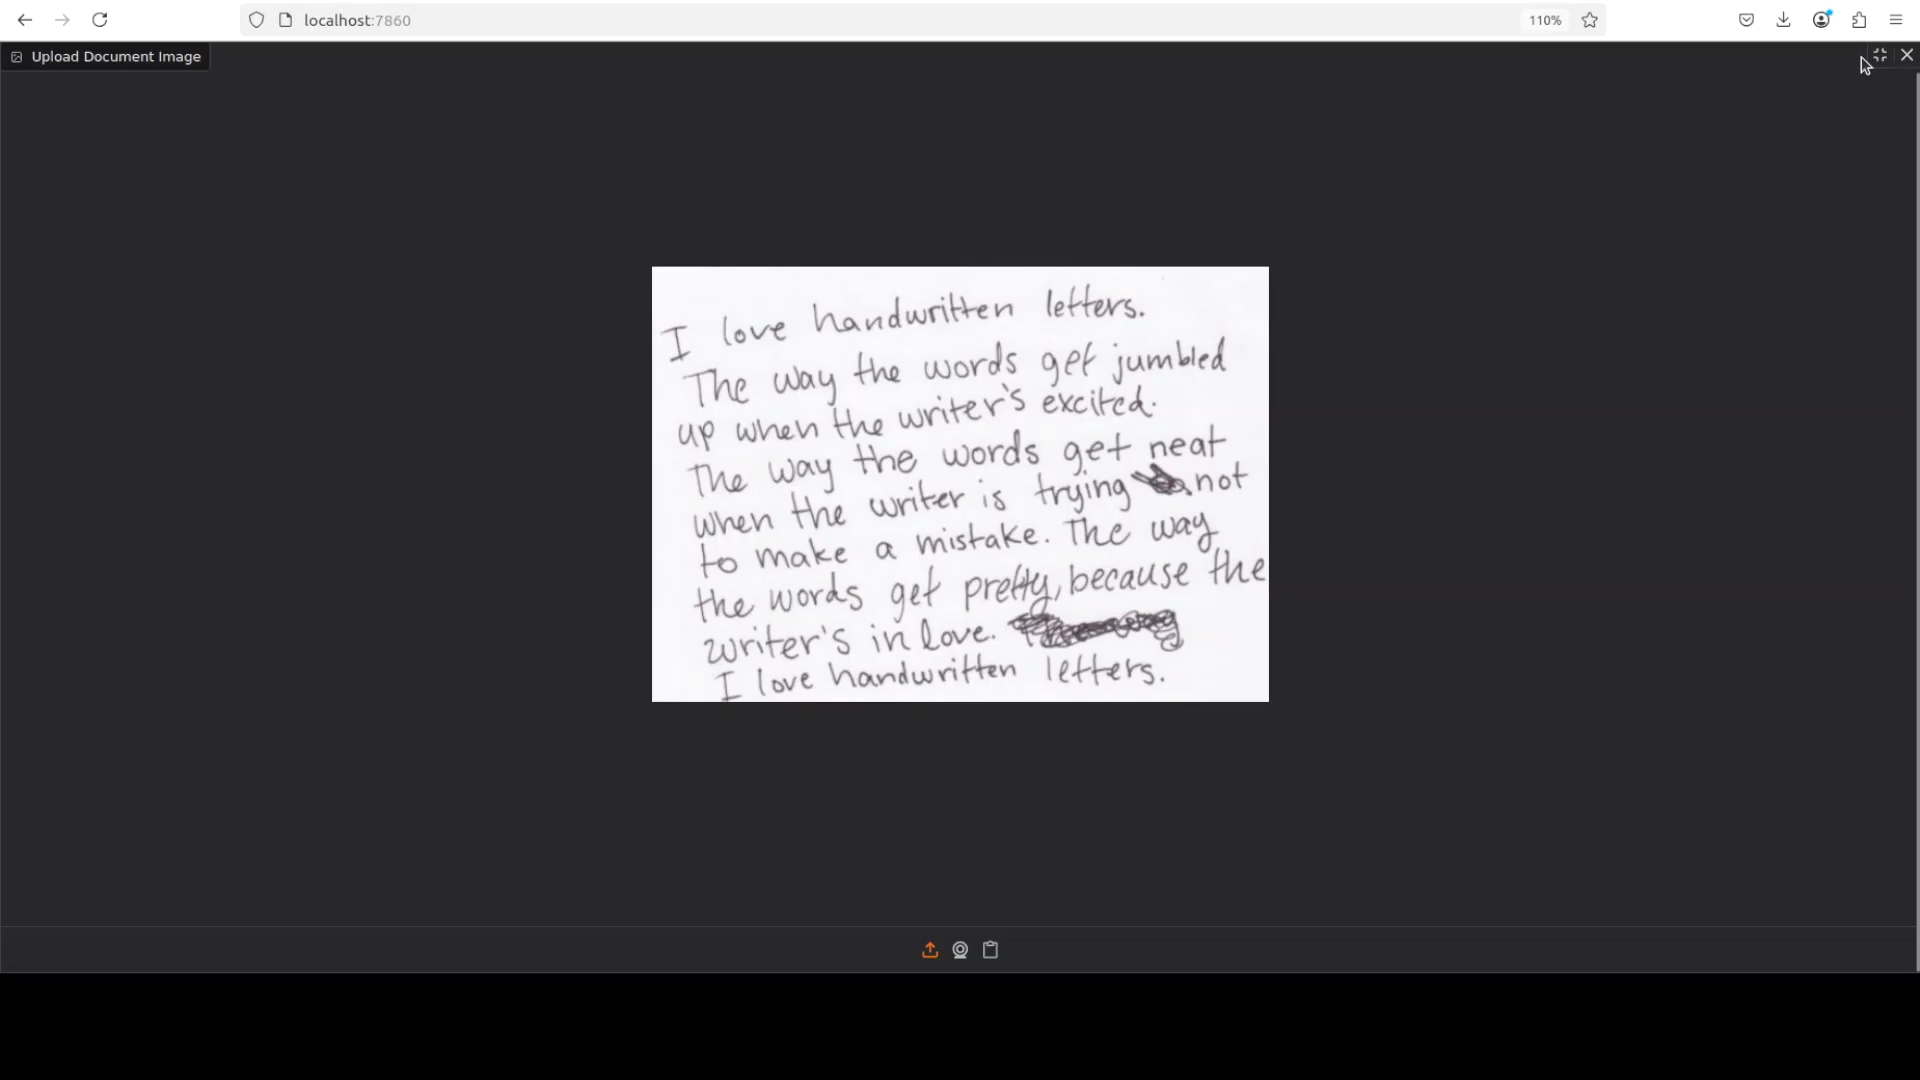 localhost:7860
110%
Upload Document Image
I love handwritten letters.
The way the words get jumbled
up when the writer's excited.
The way the words get neat
when the writer is trying not
to make a mistake. The way
the words get pretty, because the
writer's in love.
I love handwritten letters.